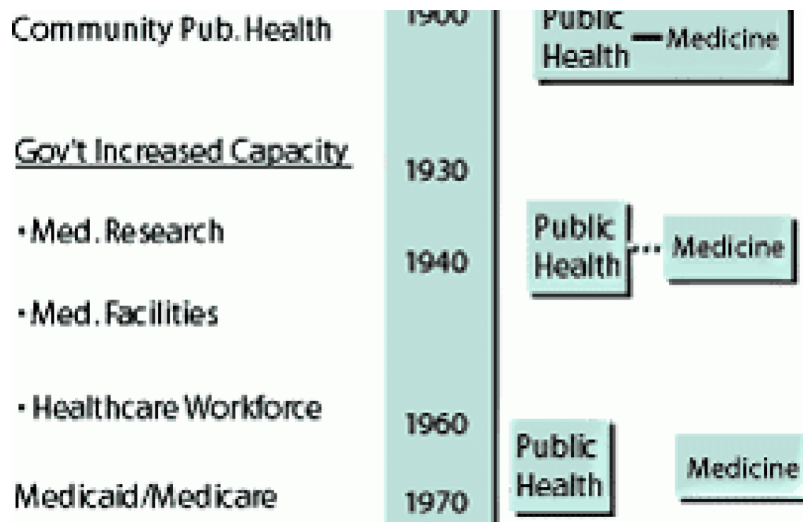 Community Pub. Health
1900
Public
Health
Medicine
Gov't Increased Capacity
1930
• Med. Research
Public
Health
Medicine
1940
• Med. Facilities
• Healthcare Workforce
1960
Public
Health
Medicine
Medicaid/Medicare
1970